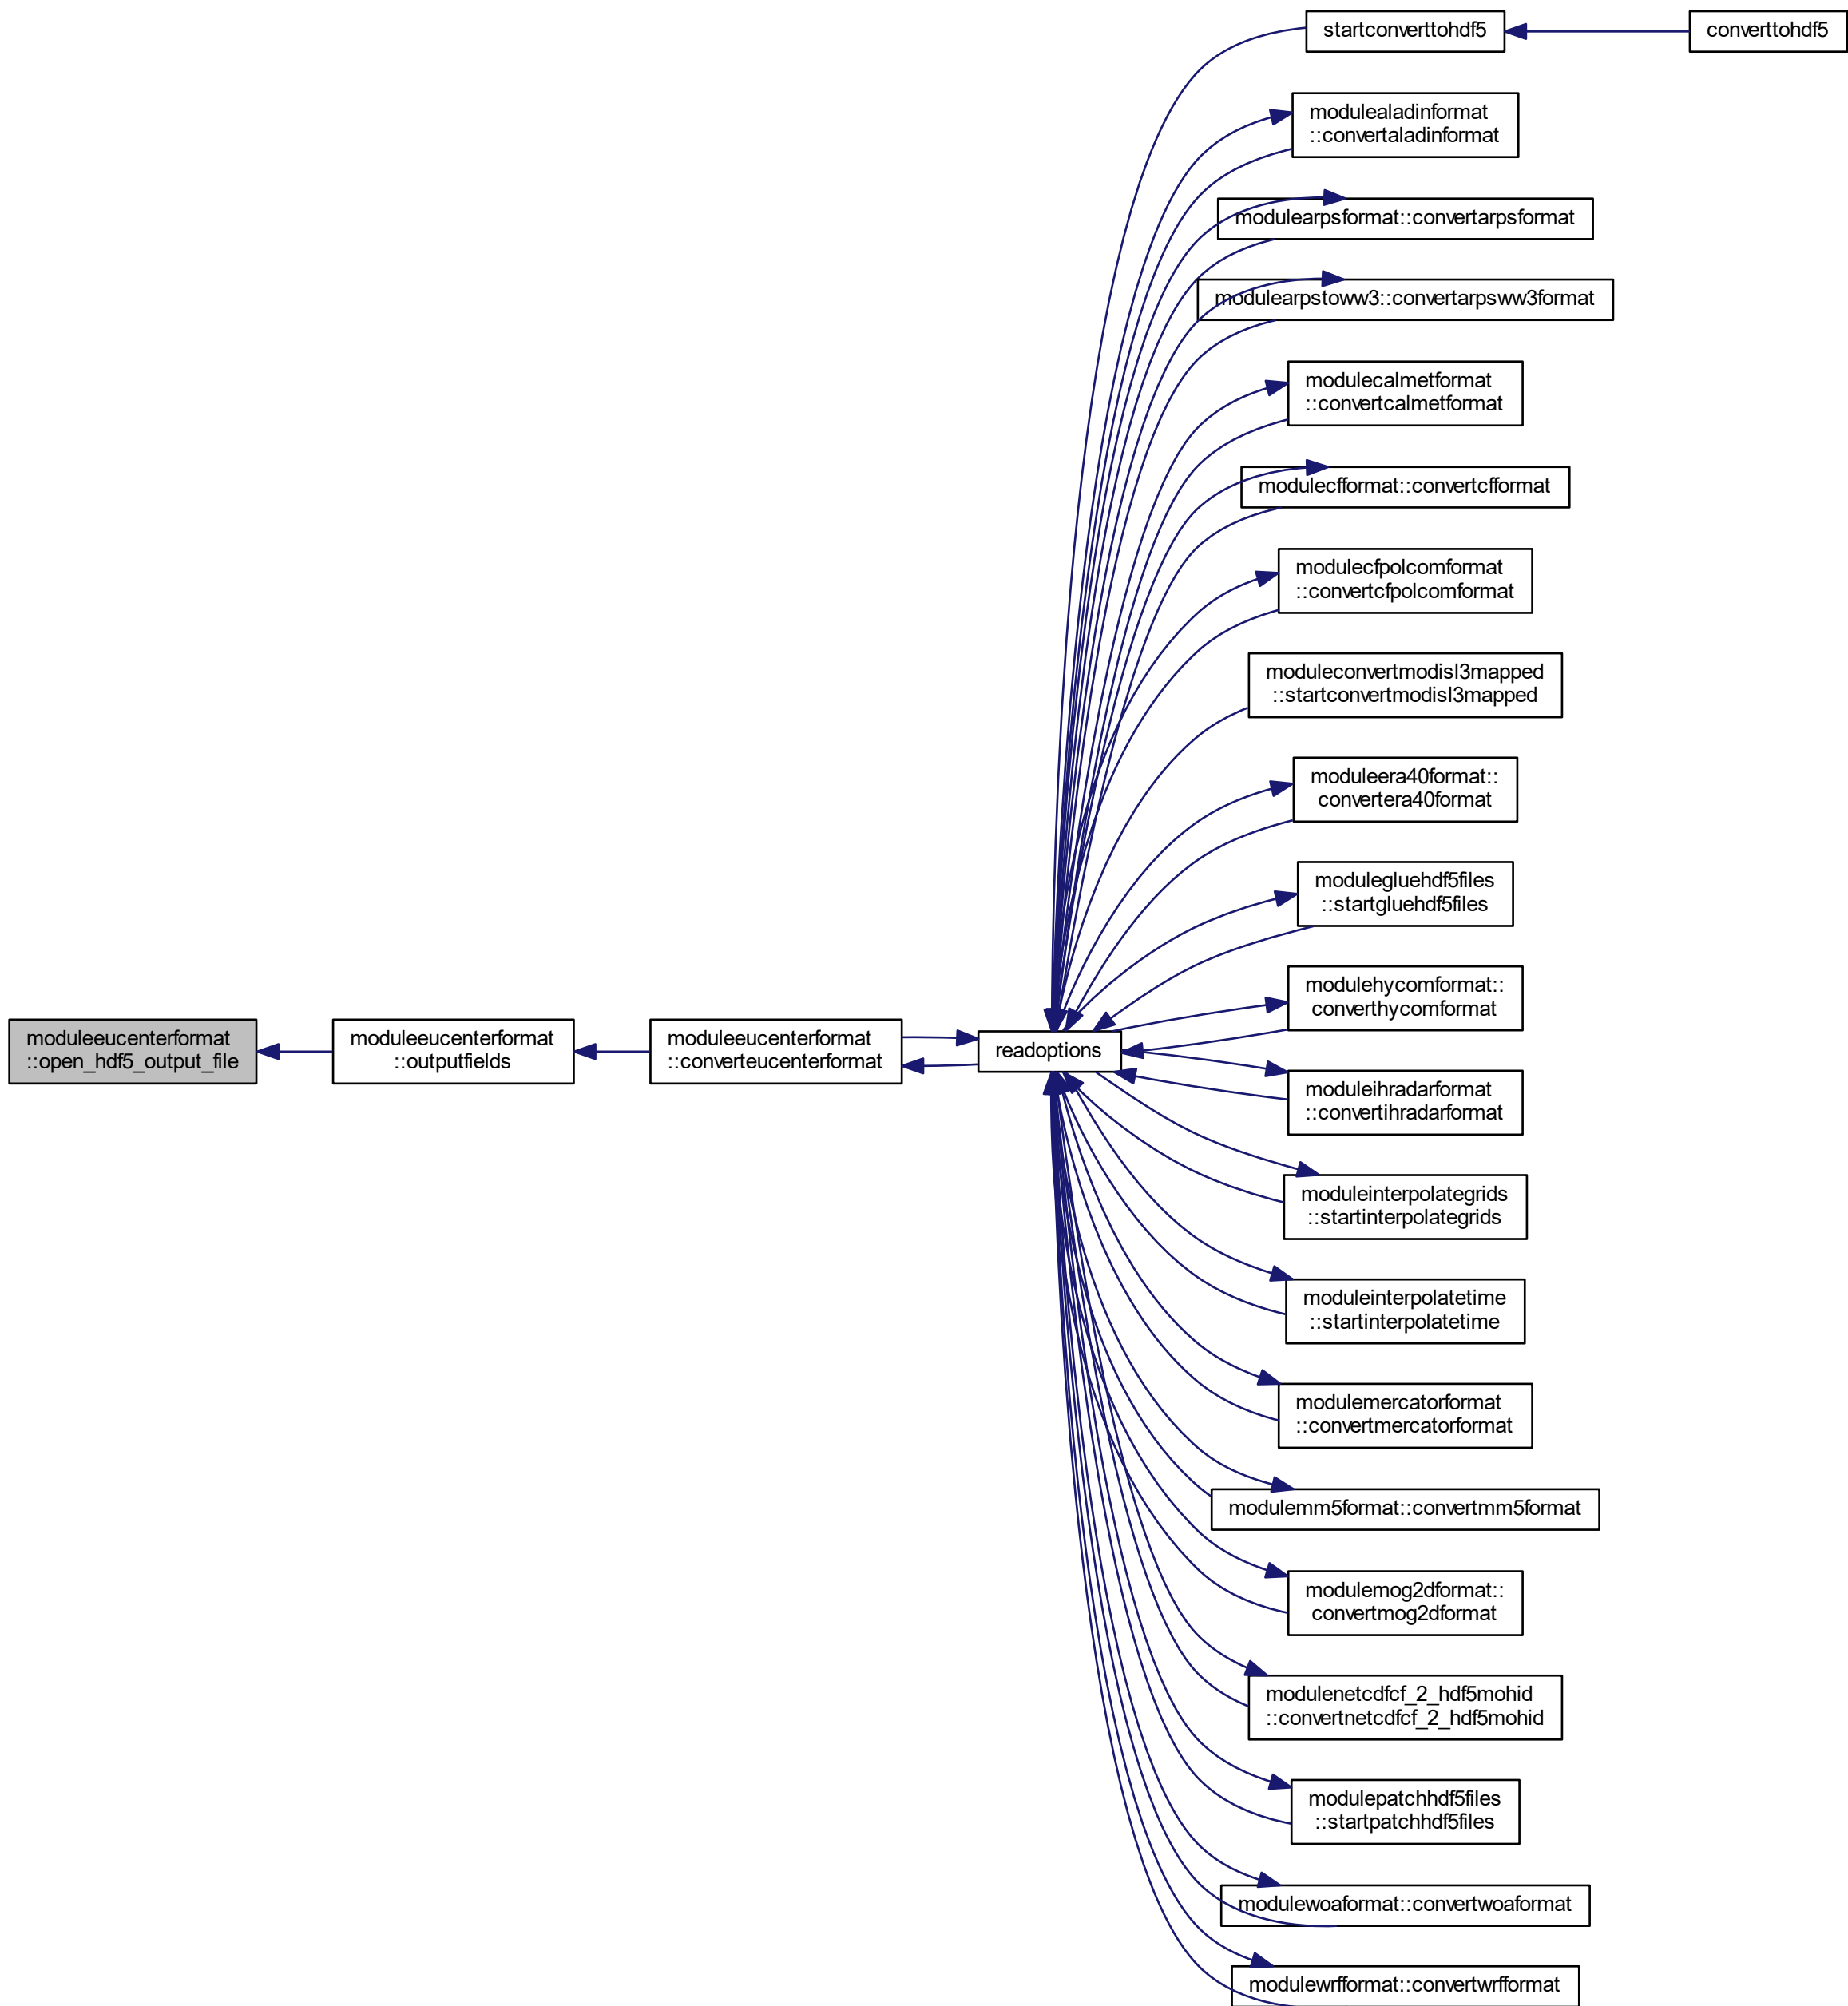 startconverttohdf5
converttohdf5
modulealadinformat
::convertaladinformat
modulearpsformat::convertarpsformat
modulearpstoww3::convertarpsww3format
modulecalmetformat
::convertcalmetformat
modulecfformat::convertcfformat
modulecfpolcomformat
::convertcfpolcomformat
moduleconvertmodisl3mapped
::startconvertmodisl3mapped
moduleera40format::
convertera40format
modulegluehdf5files
::startgluehdf5files
modulehycomformat::
converthycomformat
moduleeucenterformat
::open_hdf5_output_file
moduleeucenterformat
::outputfields
moduleeucenterformat
::converteucenterformat
readoptions
moduleihradarformat
::convertihradarformat
moduleinterpolategrids
::startinterpolategrids
moduleinterpolatetime
::startinterpolatetime
modulemercatorformat
::convertmercatorformat
modulemm5format::convertmm5format
modulemog2dformat::
convertmog2dformat
modulenetcdfcf_2_hdf5mohid
::convertnetcdfcf_2_hdf5mohid
modulepatchhdf5files
::startpatchhdf5files
modulewoaformat::convertwoaformat
modulewrfformat::convertwrfformat